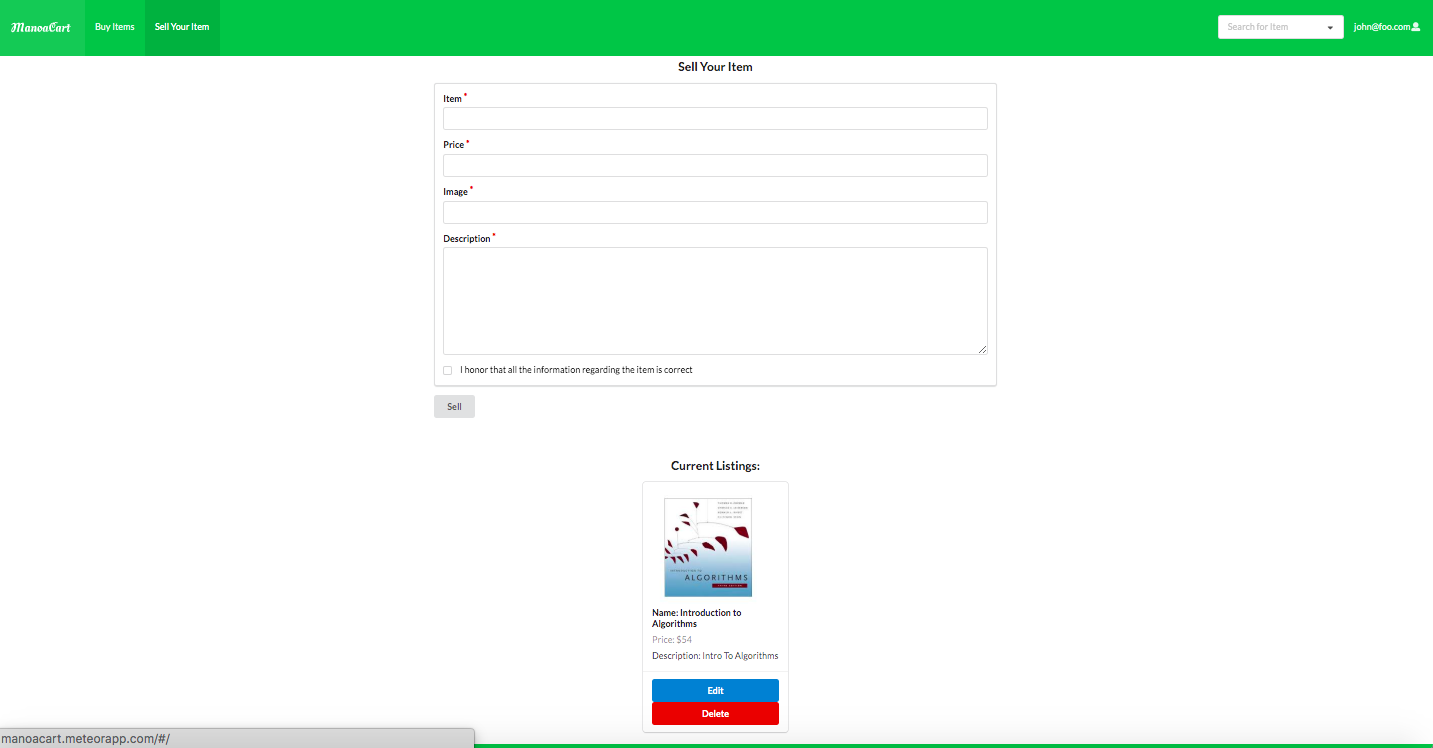 ManoaCart
Buy Items
Sell Your Item
Search for Item
john@foo.com
Sell Your Item
Item *
Price *
Image *
Description *
I honor that all the information regarding the item is correct
Sell
Current Listings:
INTRODUCTION TO
ALGORITHMS
THIRD EDITION
Name: Introduction to
Algorithms
Price: $54
Description: Intro To Algorithms
Edit
Delete
manoacart.meteorapp.com/#/